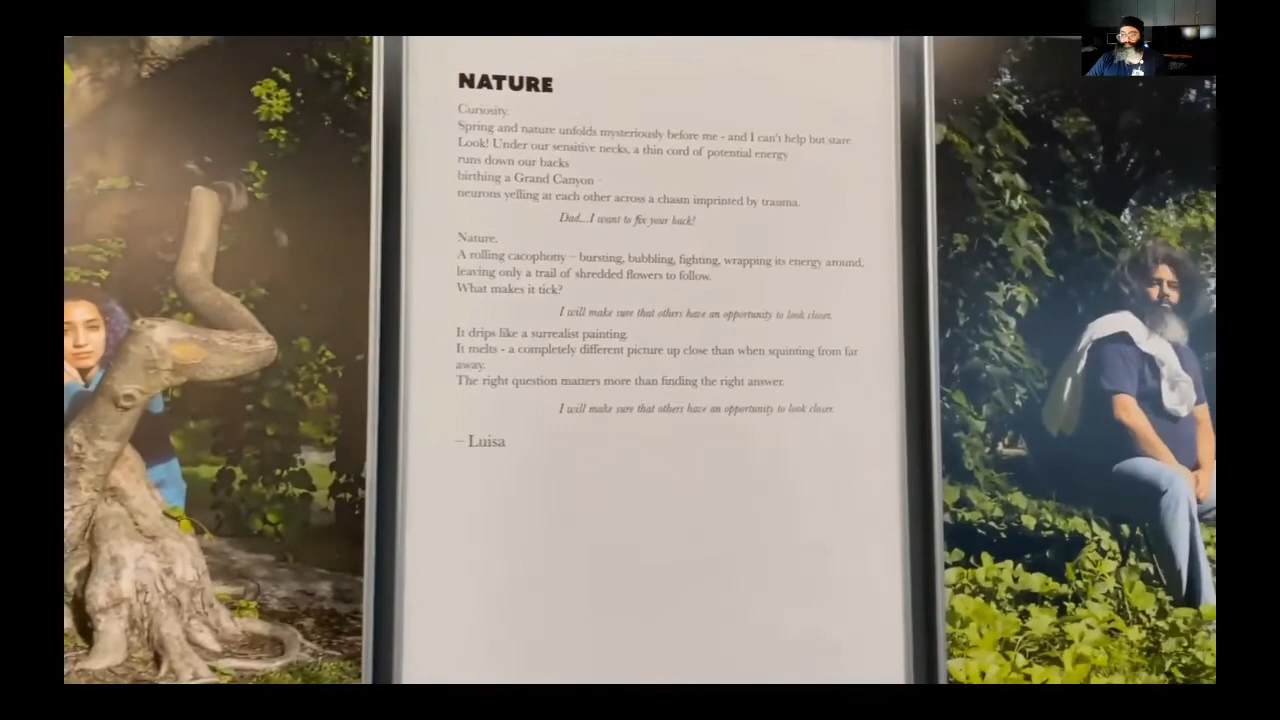 NATURE
Curiosity.
Spring and nature unfolds mysteriously before me - and I can't help but stare.
Look! Under our sensitive necks, a thin cord of potential energy
runs down our backs
birthing a Grand Canyon –
neurons yelling at each other across a chasm imprinted by trauma.
Dad...I want to fix your back!
Nature.
A rolling cacophony – bursting, bubbling, fighting, wrapping its energy around,
leaving only a trail of shredded flowers to follow.
What makes it tick?
I will make sure that others have an opportunity to look closer.
It drips like a surrealist painting.
It melts - a completely different picture up close than when squinting from far
away.
The right question matters more than finding the right answer.
I will make sure that others have an opportunity to look closer.
– Luisa